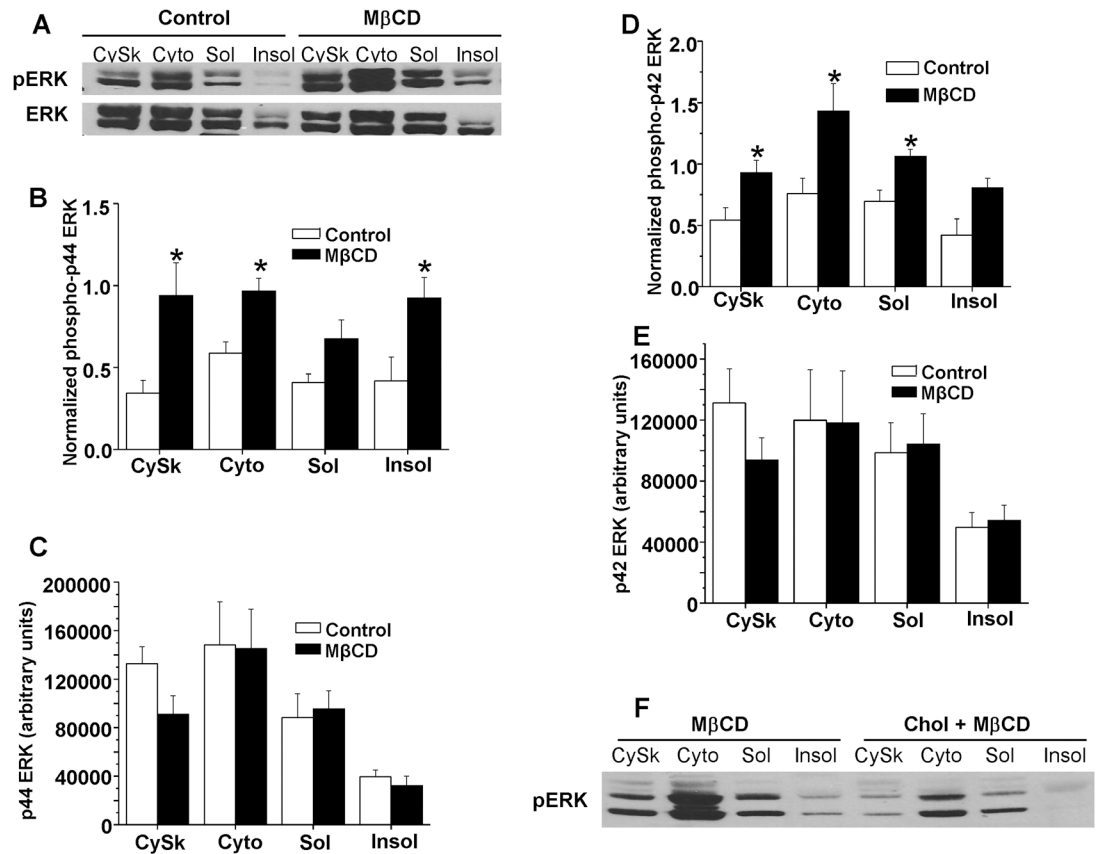 A
Control MβCD
CySk Cyto Sol Insol CySk Cyto Sol Insol
pERK
ERK
B
Normalized phospho-p44 ERK
1.5
1.0
0.5
0.0
Control
MβCD
* * *
CySk Cyto Sol Insol
C
p44 ERK (arbitrary units)
200000
160000
120000
80000
40000
0
Control
MβCD
CySk Cyto Sol Insol
D
Normalized phospho-p42 ERK
2.0
1.5
1.0
0.5
0.0
Control
MβCD
* * *
CySk Cyto Sol Insol
E
p42 ERK (arbitrary units)
160000
120000
80000
40000
0
Control
MβCD
CySk Cyto Sol Insol
F
MβCD Chol + MβCD
CySk Cyto Sol Insol CySk Cyto Sol Insol
pERK